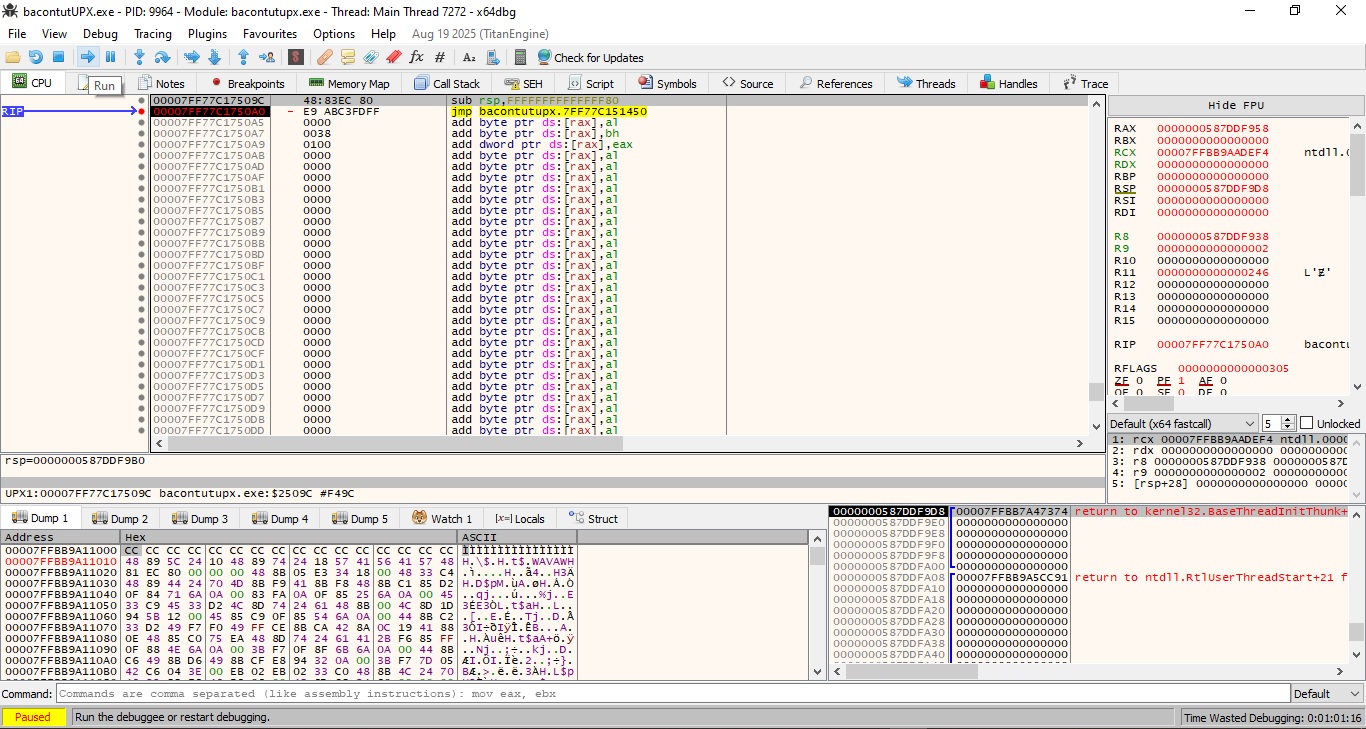 bacontutUPX.exe - PID: 9964 - Module: bacontutupx.exe - Thread: Main Thread 7272 - x64dbg
File View Debug Tracing Plugins Favourites Options Help Aug 19 2025 (TitanEngine)
Check for Updates
CPU Notes Breakpoints Memory Map Call Stack SEH Script Symbols Source References Threads Handles Trace
Run
RIP
00007FF77C17509C 48:83EC 80 sub rsp,FFFFFFFFFFFFFF80
00007FF77C1750A0 - E9 ABC3FDFF jmp bacontutupx.7FF77C151450
00007FF77C1750A5 0000 add byte ptr ds:[rax],al
00007FF77C1750A7 0038 add byte ptr ds:[rax],bh
00007FF77C1750A9 0100 add dword ptr ds:[rax],eax
00007FF77C1750AB 0000 add byte ptr ds:[rax],al
00007FF77C1750AD 0000 add byte ptr ds:[rax],al
00007FF77C1750AF 0000 add byte ptr ds:[rax],al
00007FF77C1750B1 0000 add byte ptr ds:[rax],al
00007FF77C1750B3 0000 add byte ptr ds:[rax],al
00007FF77C1750B5 0000 add byte ptr ds:[rax],al
00007FF77C1750B7 0000 add byte ptr ds:[rax],al
00007FF77C1750B9 0000 add byte ptr ds:[rax],al
00007FF77C1750BB 0000 add byte ptr ds:[rax],al
00007FF77C1750BD 0000 add byte ptr ds:[rax],al
00007FF77C1750BF 0000 add byte ptr ds:[rax],al
00007FF77C1750C1 0000 add byte ptr ds:[rax],al
00007FF77C1750C3 0000 add byte ptr ds:[rax],al
00007FF77C1750C5 0000 add byte ptr ds:[rax],al
00007FF77C1750C7 0000 add byte ptr ds:[rax],al
00007FF77C1750C9 0000 add byte ptr ds:[rax],al
00007FF77C1750CB 0000 add byte ptr ds:[rax],al
00007FF77C1750CD 0000 add byte ptr ds:[rax],al
00007FF77C1750CF 0000 add byte ptr ds:[rax],al
00007FF77C1750D1 0000 add byte ptr ds:[rax],al
00007FF77C1750D3 0000 add byte ptr ds:[rax],al
00007FF77C1750D5 0000 add byte ptr ds:[rax],al
00007FF77C1750D7 0000 add byte ptr ds:[rax],al
00007FF77C1750D9 0000 add byte ptr ds:[rax],al
00007FF77C1750DB 0000 add byte ptr ds:[rax],al
00007FF77C1750DD 0000 add byte ptr ds:[rax],al
Hide FPU
RAX 0000000587DDF958
RBX 0000000000000000
RCX 00007FFBB9AADEF4 ntdll.
RDX 0000000000000000
RBP 0000000000000000
RSP 0000000587DDF9D8
RSI 0000000000000000
RDI 0000000000000000
R8 0000000587DDF938
R9 0000000000000002
R10 0000000000000000
R11 0000000000000246 L'Ɇ'
R12 0000000000000000
R13 0000000000000000
R14 0000000000000000
R15 0000000000000000
RIP 00007FF77C1750A0 bacontu
RFLAGS 0000000000000305
ZF 0 PF 1 AF 0
OF 0 SF 0 DF 0
Default (x64 fastcall) 5 Unlocked
1: rcx 00007FFBB9AADEF4 ntdll.0000
2: rdx 0000000000000000 000000000
3: r8 0000000587DDF938 0000000587D
4: r9 0000000000000002 0000000000
5: [rsp+28] 0000000000000000 00000
rsp=0000000587DDF9B0
UPX1:00007FF77C17509C bacontutupx.exe:$2509C #F49C
Dump 1 Dump 2 Dump 3 Dump 4 Dump 5 Watch 1 [x=] Locals Struct
Address Hex ASCII
00007FFBB9A11000 CC CC CC CC CC CC CC CC CC CC CC CC CC CC CC CC ÌÌÌÌÌÌÌÌÌÌÌÌÌÌÌÌ
00007FFBB9A11010 48 89 5C 24 10 48 89 74 24 18 57 41 56 41 57 48 H.\$.H.t$.WAVAWH
00007FFBB9A11020 81 EC 80 00 00 00 48 8B 05 E3 34 18 00 48 33 C4 .ì....H..ã4..H3Ä
00007FFBB9A11030 48 89 44 24 70 4D 8B F9 41 8B F8 48 8B C1 85 D2 H.D$pM.ùA.øH.Á.Ò
00007FFBB9A11040 0F 84 71 6A 0A 00 83 FA 0A 0F 85 25 6A 0A 00 45 ..qj...ú...%j..E
00007FFBB9A11050 33 C9 45 33 D2 4C 8D 74 24 61 48 8B 00 4C 8D 1D 3ÉE3ÒL.t$aH..L..
00007FFBB9A11060 94 5B 12 00 45 85 C9 0F 85 54 6A 0A 00 44 8B C2 .[..E.É..Tj..D.Â
00007FFBB9A11070 33 D2 49 F7 F0 49 FF CE 8B CA 42 8A 0C 19 41 88 3ÒI÷ðIÿÎ.ÊB...A.
00007FFBB9A11080 0E 48 85 C0 75 EA 48 8D 74 24 61 41 2B F6 85 FF .H.ÀuêH.t$aA+ö.ÿ
00007FFBB9A11090 0F 88 4E 6A 0A 00 3B F7 0F 8F 6B 6A 0A 00 44 8B ..Nj..;÷..kj..D.
00007FFBB9A110A0 C6 49 8B D6 49 8B CF E8 94 32 0A 00 3B F7 7D 05 ÆI.ÖI.Ïè.2..;÷}.
00007FFBB9A110B0 42 C6 04 3E 00 EB 02 EB 02 33 C0 48 8B 4C 24 70 BÆ.>.ë.ë.3ÀH.L$p
0000000587DDF9D8 00007FFBB7A47374 return to kernel32.BaseThreadInitThunk+
0000000587DDF9E0 0000000000000000
0000000587DDF9E8 0000000000000000
0000000587DDF9F0 0000000000000000
0000000587DDF9F8 0000000000000000
0000000587DDFA00 0000000000000000
0000000587DDFA08 00007FFBB9A5CC91 return to ntdll.RtlUserThreadStart+21 f
0000000587DDFA10 0000000000000000
0000000587DDFA18 0000000000000000
0000000587DDFA20 0000000000000000
0000000587DDFA28 0000000000000000
0000000587DDFA30 0000000000000000
0000000587DDFA38 0000000000000000
0000000587DDFA40 0000000000000000
Command: Commands are comma separated (like assembly instructions): mov eax, ebx Default
Paused Run the debuggee or restart debugging. Time Wasted Debugging: 0:01:01:16